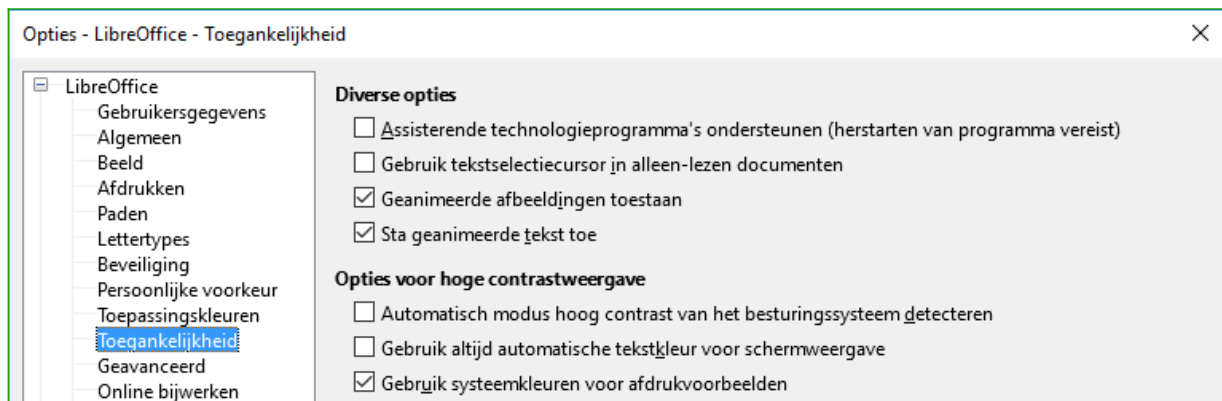 Opties - LibreOffice - Toegankelijkheid
LibreOffice
Gebruikersgegevens
Algemeen
Beeld
Afdrukken
Paden
Lettertypes
Beveiliging
Persoonlijke voorkeur
Toepassingskleuren
Toegankelijkheid
Geavanceerd
Online bijwerken
Diverse opties
Assisterende technologieprogramma's ondersteunen (herstarten van programma vereist)
Gebruik tekstselectiecursor in alleen-lezen documenten
Geanimeerde afbeeldingen toestaan
Sta geanimeerde tekst toe
Opties voor hoge contrastweergave
Automatisch modus hoog contrast van het besturingssysteem detecteren
Gebruik altijd automatische tekstkleur voor schermweergave
Gebruik systeemkleuren voor afdrukvoorbeelden